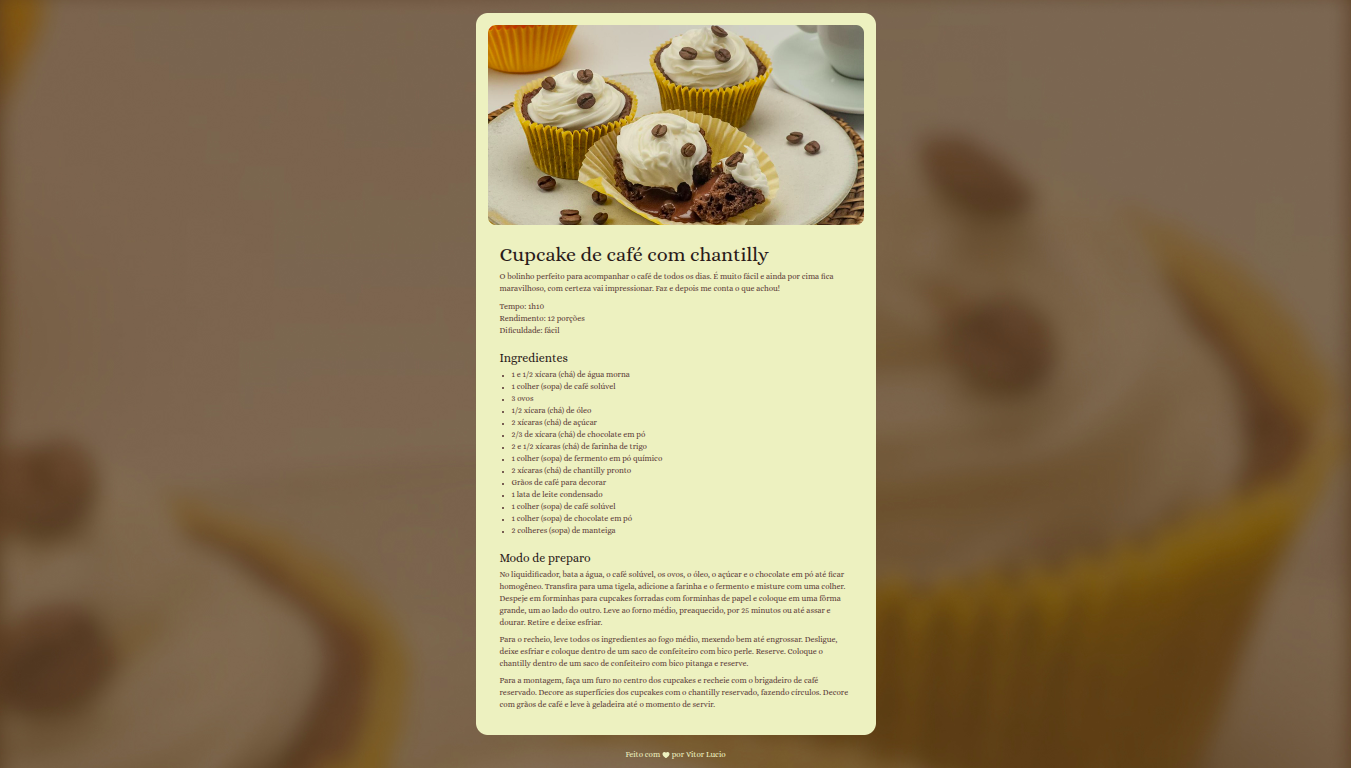 Cupcake de café com chantilly
O bolinho perfeito para acompanhar o café de todos os dias. É muito fácil e ainda por cima fica
maravilhoso, com certeza vai impressionar. Faz e depois me conta o que achou!
Tempo: 1h10
Rendimento: 12 porções
Dificuldade: fácil
Ingredientes
• 1 e 1/2 xícara (chá) de água morna
• 1 colher (sopa) de café solúvel
• 3 ovos
• 1/2 xícara (chá) de óleo
• 2 xícaras (chá) de açúcar
• 2/3 de xícara (chá) de chocolate em pó
• 2 e 1/2 xícaras (chá) de farinha de trigo
• 1 colher (sopa) de fermento em pó químico
• 2 xícaras (chá) de chantilly pronto
• Grãos de café para decorar
• 1 lata de leite condensado
• 1 colher (sopa) de café solúvel
• 1 colher (sopa) de chocolate em pó
• 2 colheres (sopa) de manteiga
Modo de preparo
No liquidificador, bata a água, o café solúvel, os ovos, o óleo, o açúcar e o chocolate em pó até ficar
homogêneo. Transfira para uma tigela, adicione a farinha e o fermento e misture com uma colher.
Despeje em forminhas para cupcakes forradas com forminhas de papel e coloque em uma fôrma
grande, um ao lado do outro. Leve ao forno médio, preaquecido, por 25 minutos ou até assar e
dourar. Retire e deixe esfriar.
Para o recheio, leve todos os ingredientes ao fogo médio, mexendo bem até engrossar. Desligue,
deixe esfriar e coloque dentro de um saco de confeiteiro com bico perle. Reserve. Coloque o
chantilly dentro de um saco de confeiteiro com bico pitanga e reserve.
Para a montagem, faça um furo no centro dos cupcakes e recheie com o brigadeiro de café
reservado. Decore as superfícies dos cupcakes com o chantilly reservado, fazendo círculos. Decore
com grãos de café e leve à geladeira até o momento de servir.
Feito com ♥ por Vitor Lucio